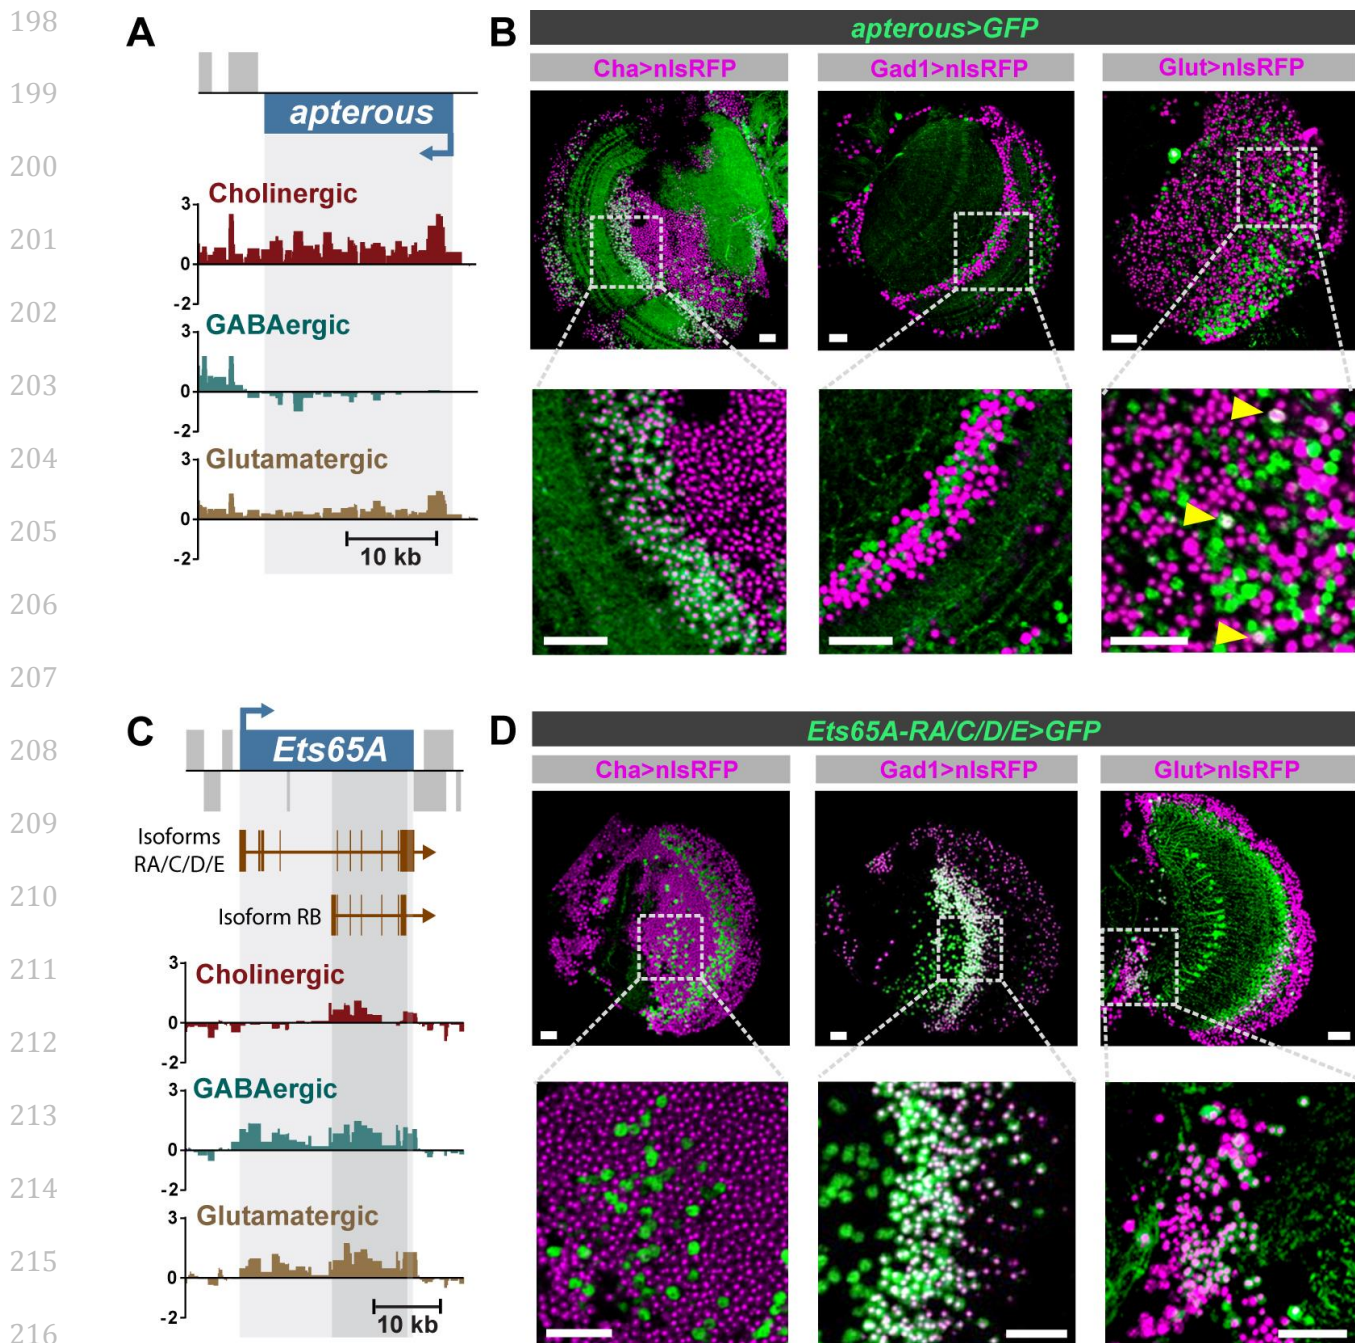 198
199
200
201
202
203
204
205
206
207
208
209
210
211
212
213
214
215
216
A
apterous
Cholinergic
3
0
-2
GABAergic
3
0
-2
Glutamatergic
3
0
-2
10 kb
B
apterous>GFP
Cha>nlsRFP
Gad1>nlsRFP
Glut>nlsRFP
C
Ets65A
Isoforms
RA/C/D/E
Isoform RB
Cholinergic
3
0
-2
GABAergic
3
0
-2
Glutamatergic
3
0
-2
10 kb
D
Ets65A-RA/C/D/E>GFP
Cha>nlsRFP
Gad1>nlsRFP
Glut>nlsRFP